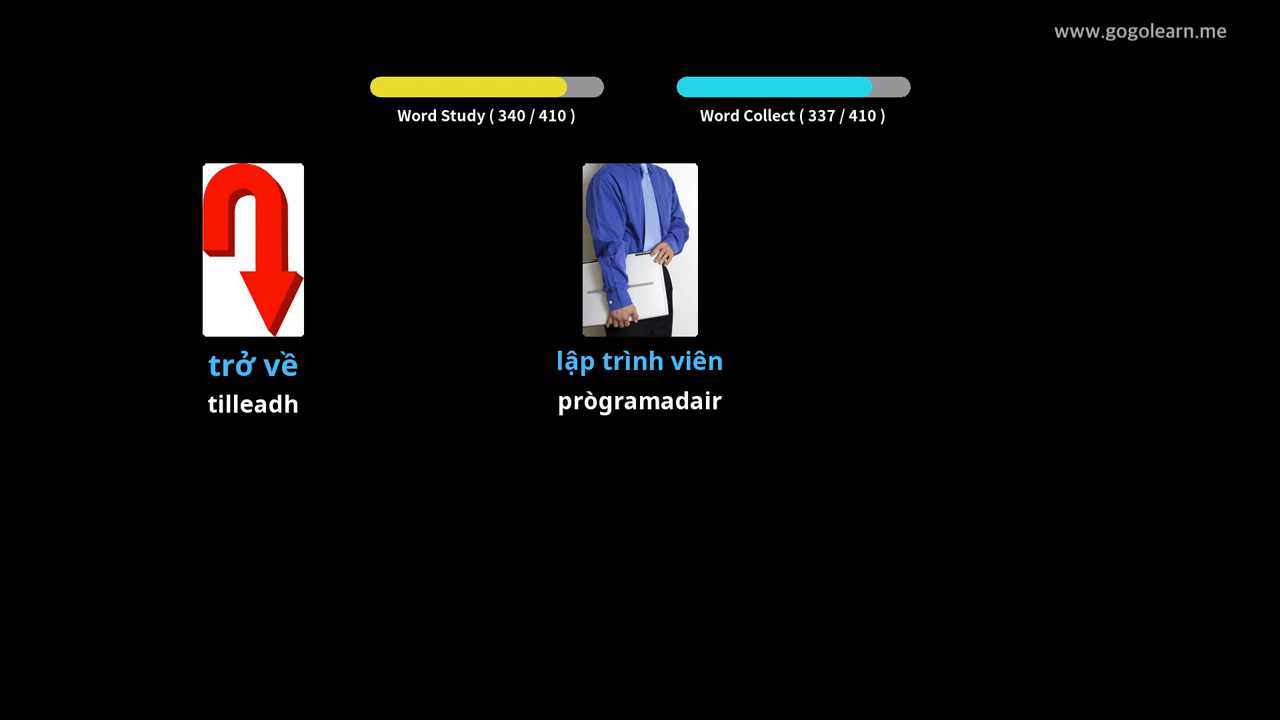 www.gogolearn.me
Word Study ( 340 / 410 )
Word Collect ( 337 / 410 )
trở về
tilleadh
lập trình viên
prògramadair